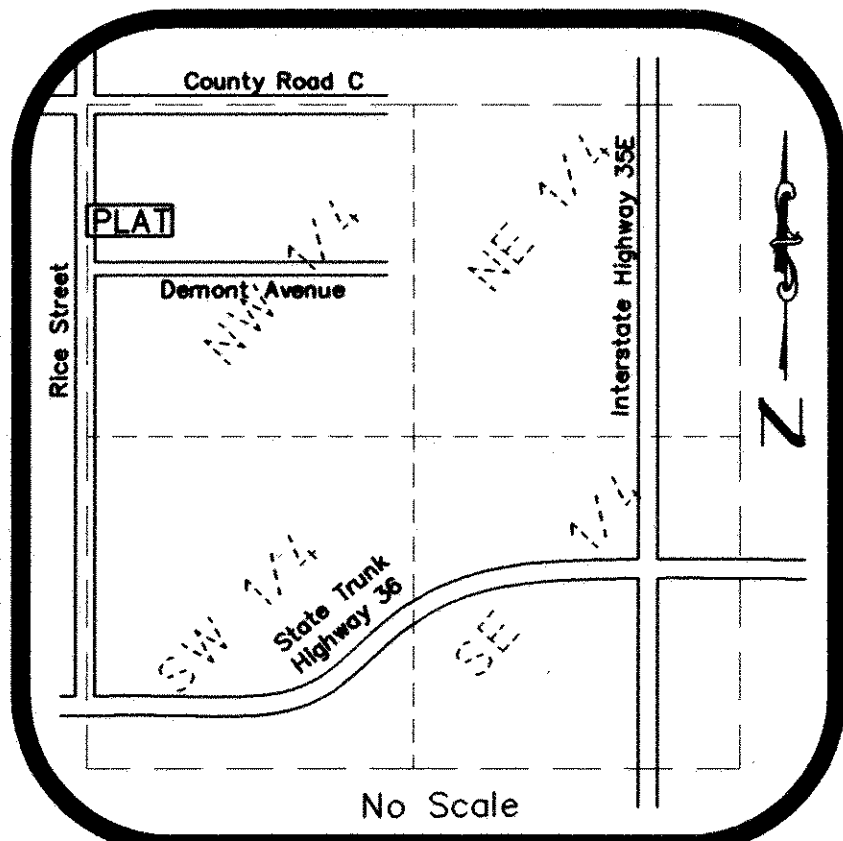 County Road C
NE 1/4
Interstate Highway 35E
PLAT
NW 1/4
Rice Street
Demont Avenue
N
SW 1/4
State Trunk
Highway 36
SE 1/4
No Scale